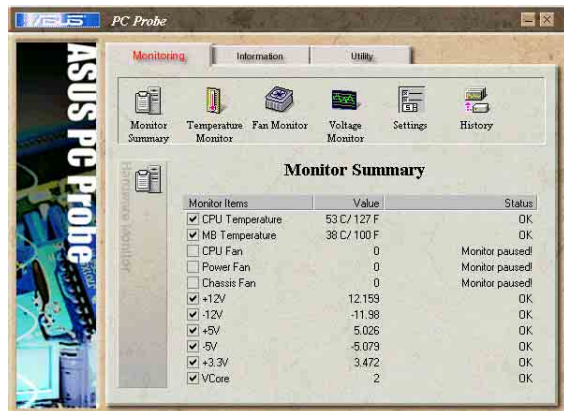 /SUS PC Probe
ASUS PC Probe
Monitoring Information Utility
Monitor Summary Temperature Monitor Fan Monitor Voltage Monitor Settings History
Hardware Monitor
Monitor Summary
Monitor Items Value Status
CPU Temperature 53 C/ 127 F OK
MB Temperature 38 C/ 100 F OK
CPU Fan 0 Monitor paused!
Power Fan 0 Monitor paused!
Chassis Fan 0 Monitor paused!
+12V 12.159 OK
-12V -11.98 OK
+5V 5.026 OK
-5V -5.079 OK
+3.3V 3.472 OK
VCore 2 OK